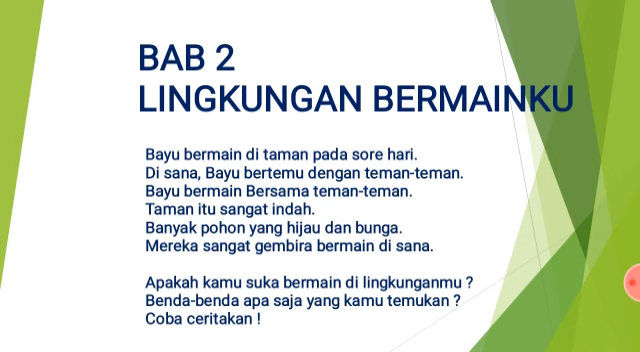 BAB 2
LINGKUNGAN BERMAINKU
Bayu bermain di taman pada sore hari.
Di sana, Bayu bertemu dengan teman-teman.
Bayu bermain Bersama teman-teman.
Taman itu sangat indah.
Banyak pohon yang hijau dan bunga.
Mereka sangat gembira bermain di sana.
Apakah kamu suka bermain di lingkunganmu ?
Benda-benda apa saja yang kamu temukan ?
Coba ceritakan !